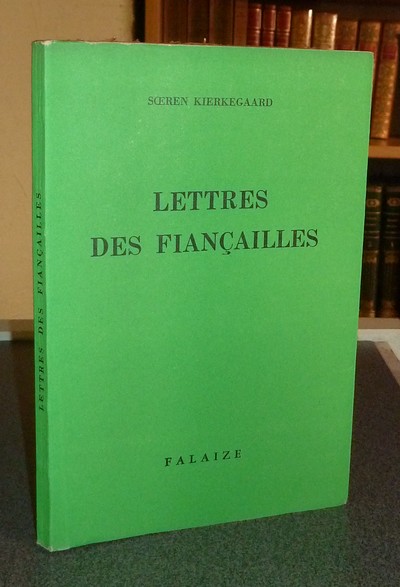 SŒREN KIERKEGAARD
LETTRES
DES FIANÇAILLES
FALAIZE
LETTRES DES FIANÇAILLES